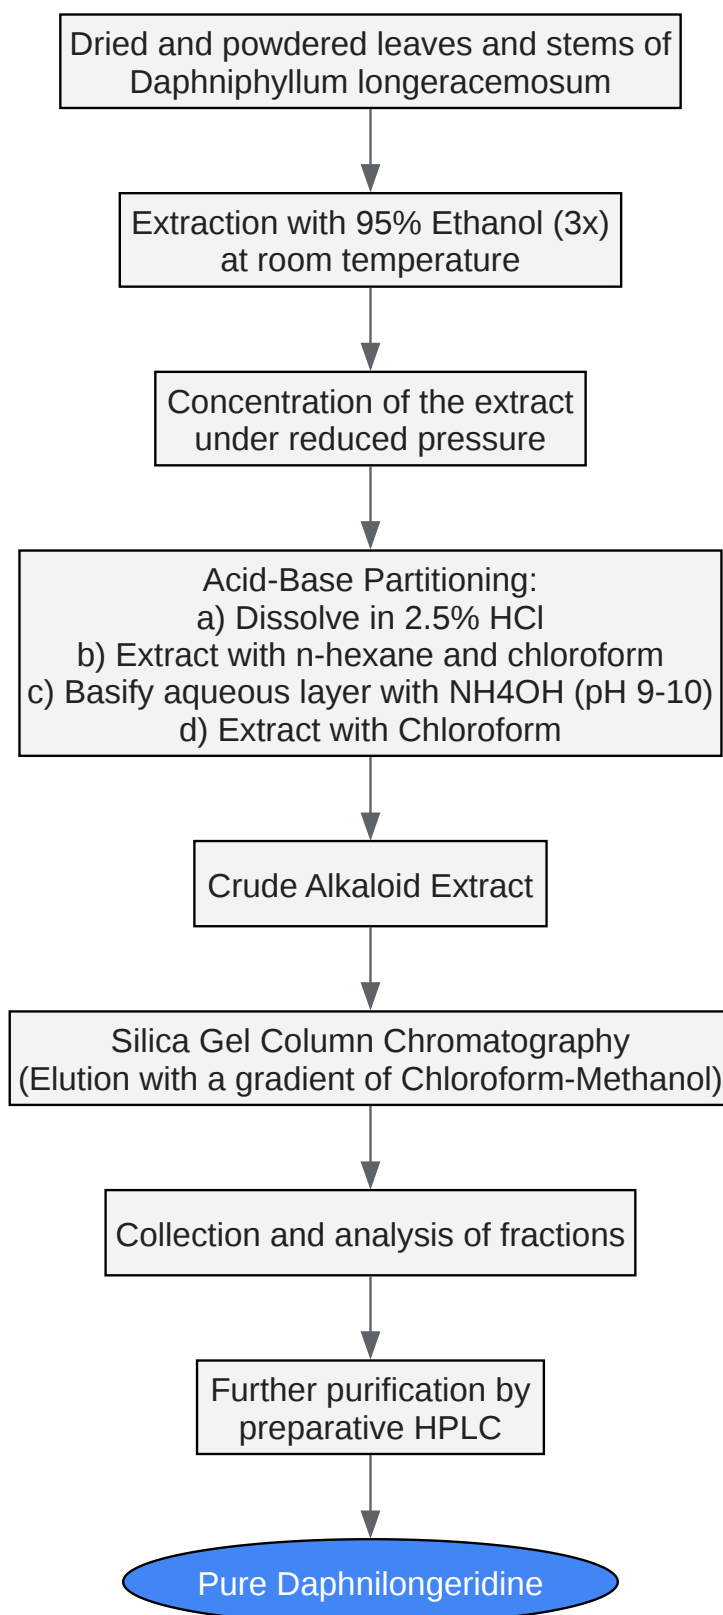 Dried and powdered leaves and stems of
Daphniphyllum longeracemosum
Extraction with 95% Ethanol (3x)
at room temperature
Concentration of the extract
under reduced pressure
Acid-Base Partitioning:
a) Dissolve in 2.5% HCl
b) Extract with n-hexane and chloroform
c) Basify aqueous layer with NH4OH (pH 9-10)
d) Extract with Chloroform
Crude Alkaloid Extract
Silica Gel Column Chromatography
(Elution with a gradient of Chloroform-Methanol)
Collection and analysis of fractions
Further purification by
preparative HPLC
Pure Daphnilongeridine